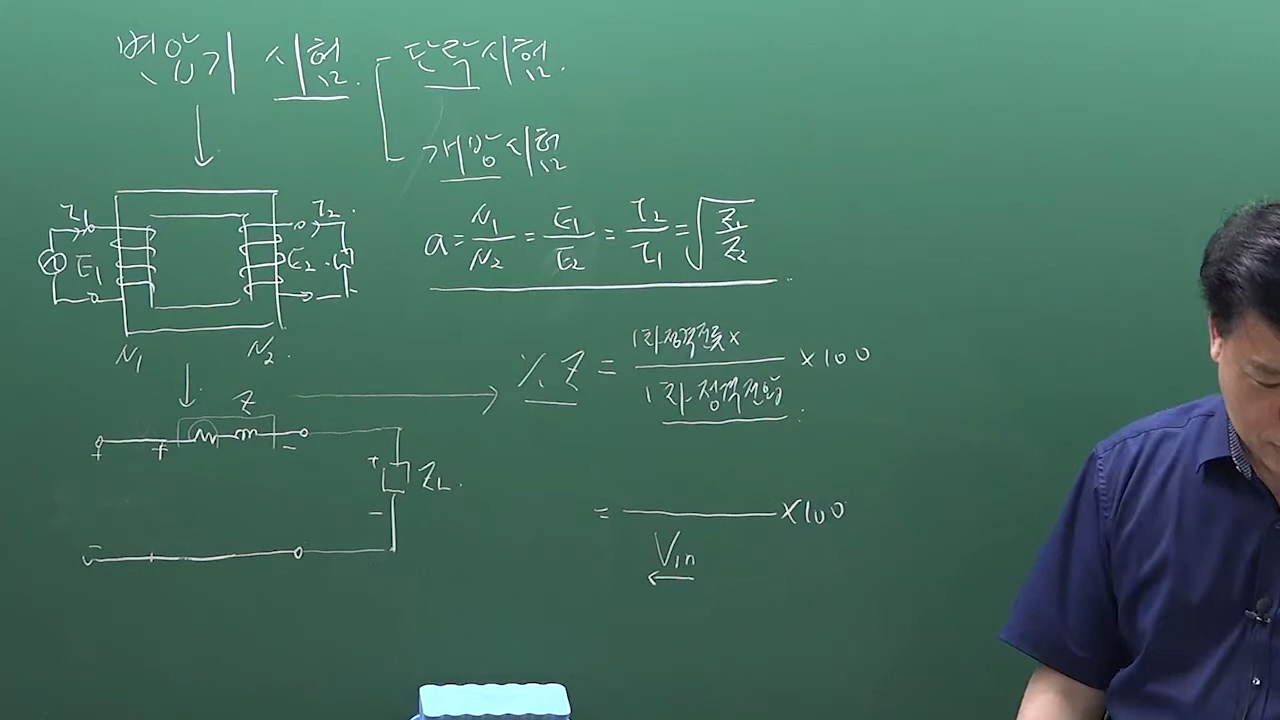 변압기 시험. 단락시험.
개방시험
I₁ I₂.
E₁ E₂.
N₁ N₂.
a = N₁/N₂ = E₁/E₂ = I₂/I₁ = √(Z₁/Z₂)
%Z = 1차정격전류× / 1차정격전압 ×100
Z
+ + − + Z_L.
−
= ─── / V₁ₙ ×100
−